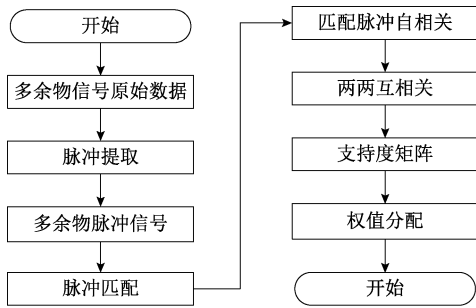 开始
多余物信号原始数据
脉冲提取
多余物脉冲信号
脉冲匹配
匹配脉冲自相关
两两互相关
支持度矩阵
权值分配
开始